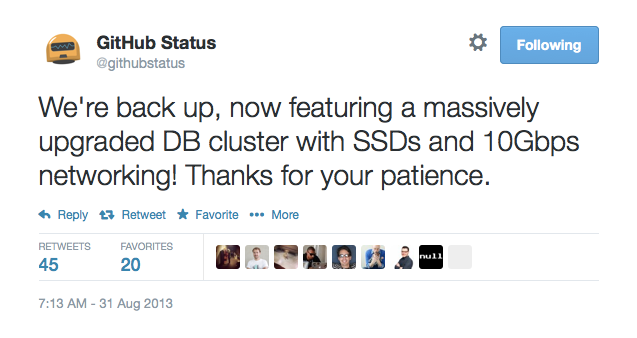 GitHub Status
@githubstatus
Following
We're back up, now featuring a massively
upgraded DB cluster with SSDs and 10Gbps
networking! Thanks for your patience.
Reply Retweet Favorite More
RETWEETS FAVORITES
45 20
null
7:13 AM - 31 Aug 2013